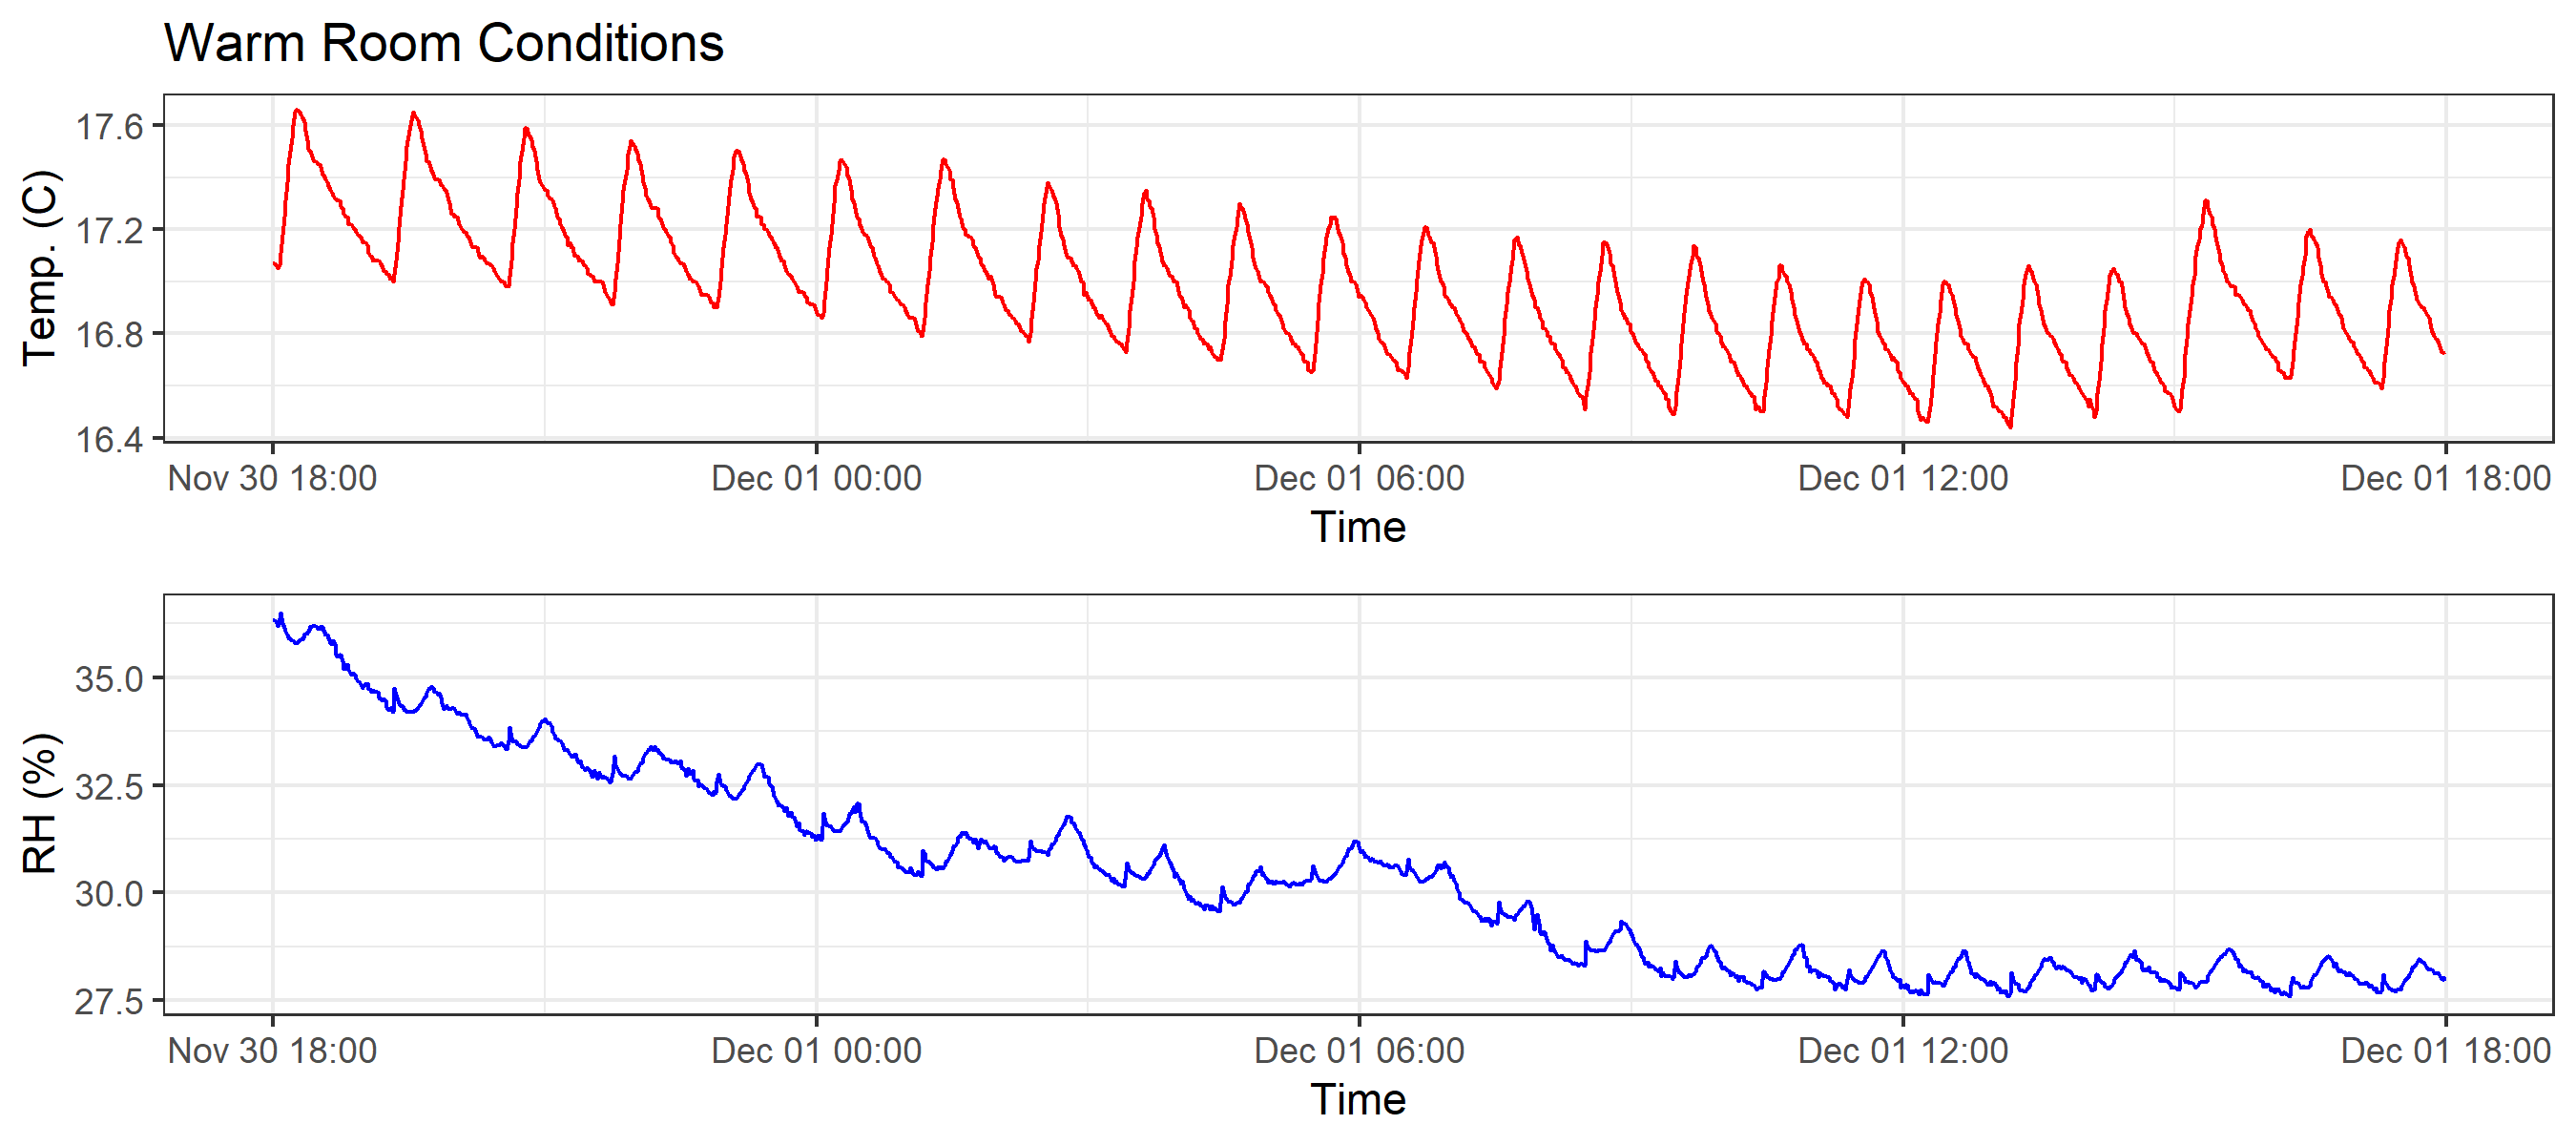 Warm Room Conditions
Temp. (C)
17.6
17.2
16.8
16.4
Nov 30 18:00 Dec 01 00:00 Dec 01 06:00 Dec 01 12:00 Dec 01 18:00
Time
RH (%)
35.0
32.5
30.0
27.5
Nov 30 18:00 Dec 01 00:00 Dec 01 06:00 Dec 01 12:00 Dec 01 18:00
Time